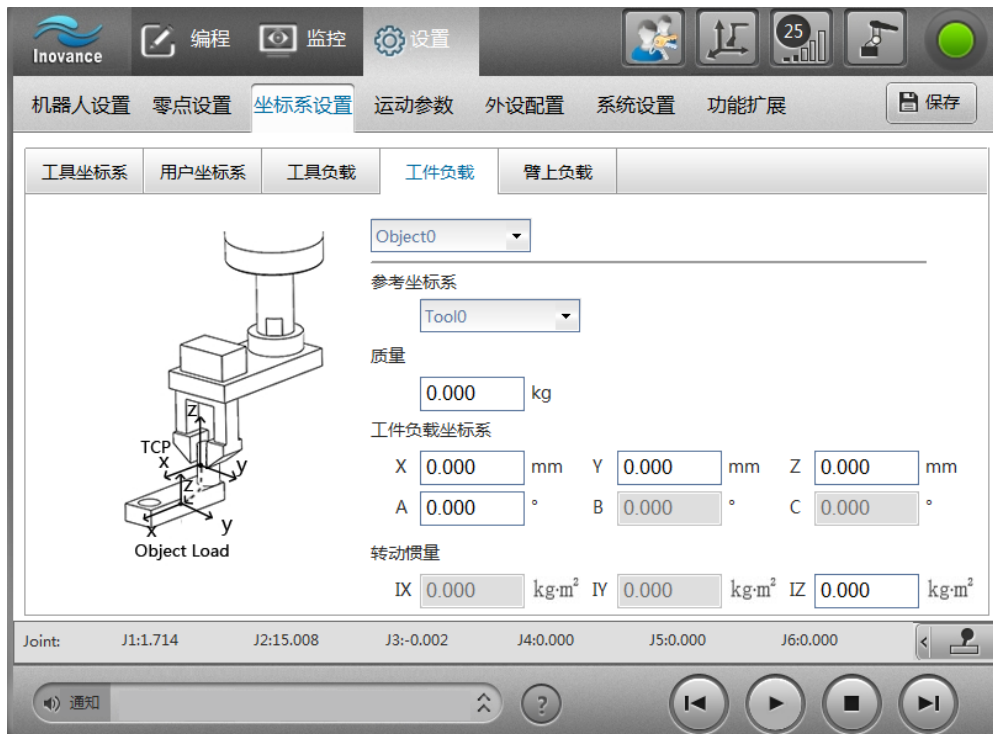 Inovance 编程 监控 设置 25
机器人设置 零点设置 坐标系设置 运动参数 外设配置 系统设置 功能扩展 保存
工具坐标系 用户坐标系 工具负载 工件负载 臂上负载
Object0
参考坐标系
Tool0
质量
0.000 kg
工件负载坐标系
X 0.000 mm Y 0.000 mm Z 0.000 mm
A 0.000 ° B 0.000 ° C 0.000 °
转动惯量
IX 0.000 kg·m² IY 0.000 kg·m² IZ 0.000 kg·m²
Z
TCP
x
y
Z
x
y
Object Load
Joint: J1:1.714 J2:15.008 J3:-0.002 J4:0.000 J5:0.000 J6:0.000 <
通知 ?